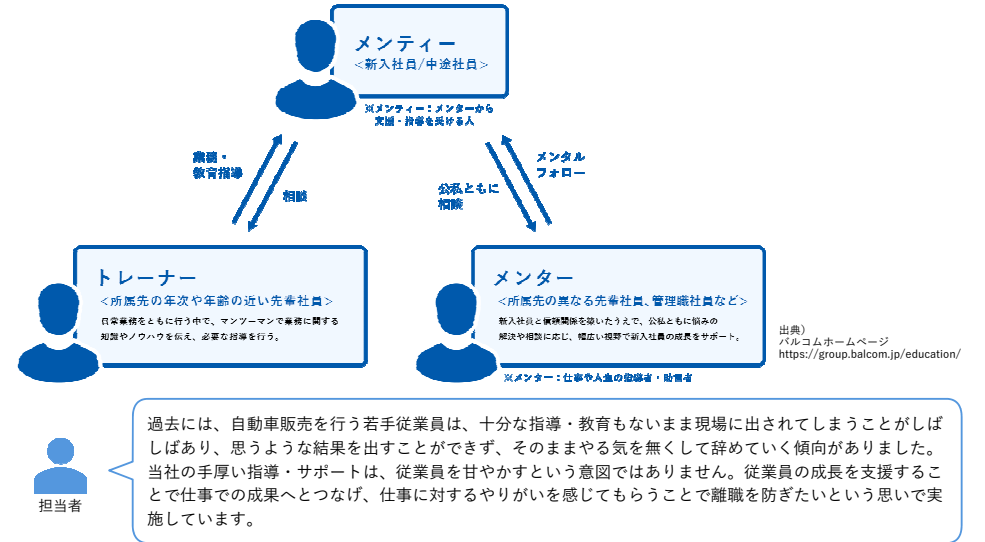 メンティー
<新入社員/中途社員>
※メンティー：メンターから
支援・指導を受ける人
業務・
教育指導
相談
公私ともに
相談
メンタル
フォロー
トレーナー
<所属先の年次や年齢の近い先輩社員>
日常業務をともに行う中で、マンツーマンで業務に関する
知識やノウハウを伝え、必要な指導を行う。
メンター
<所属先の異なる先輩社員、管理職社員など>
新入社員と信頼関係を築いたうえで、公私ともに悩みの
解決や相談に応じ、幅広い視野で新入社員の成長をサポート。
※メンター：仕事や人生の指導者・助言者
出典）
バルコムホームページ
https://group.balcom.jp/education/
過去には、自動車販売を行う若手従業員は、十分な指導・教育もないまま現場に出されてしまうことがしば
しばあり、思うような結果を出すことができず、そのままやる気を無くして辞めていく傾向がありました。
当社の手厚い指導・サポートは、従業員を甘やかすという意図ではありません。従業員の成長を支援するこ
とで仕事での成果へとつなげ、仕事に対するやりがいを感じてもらうことで離職を防ぎたいという思いで実
施しています。
担当者